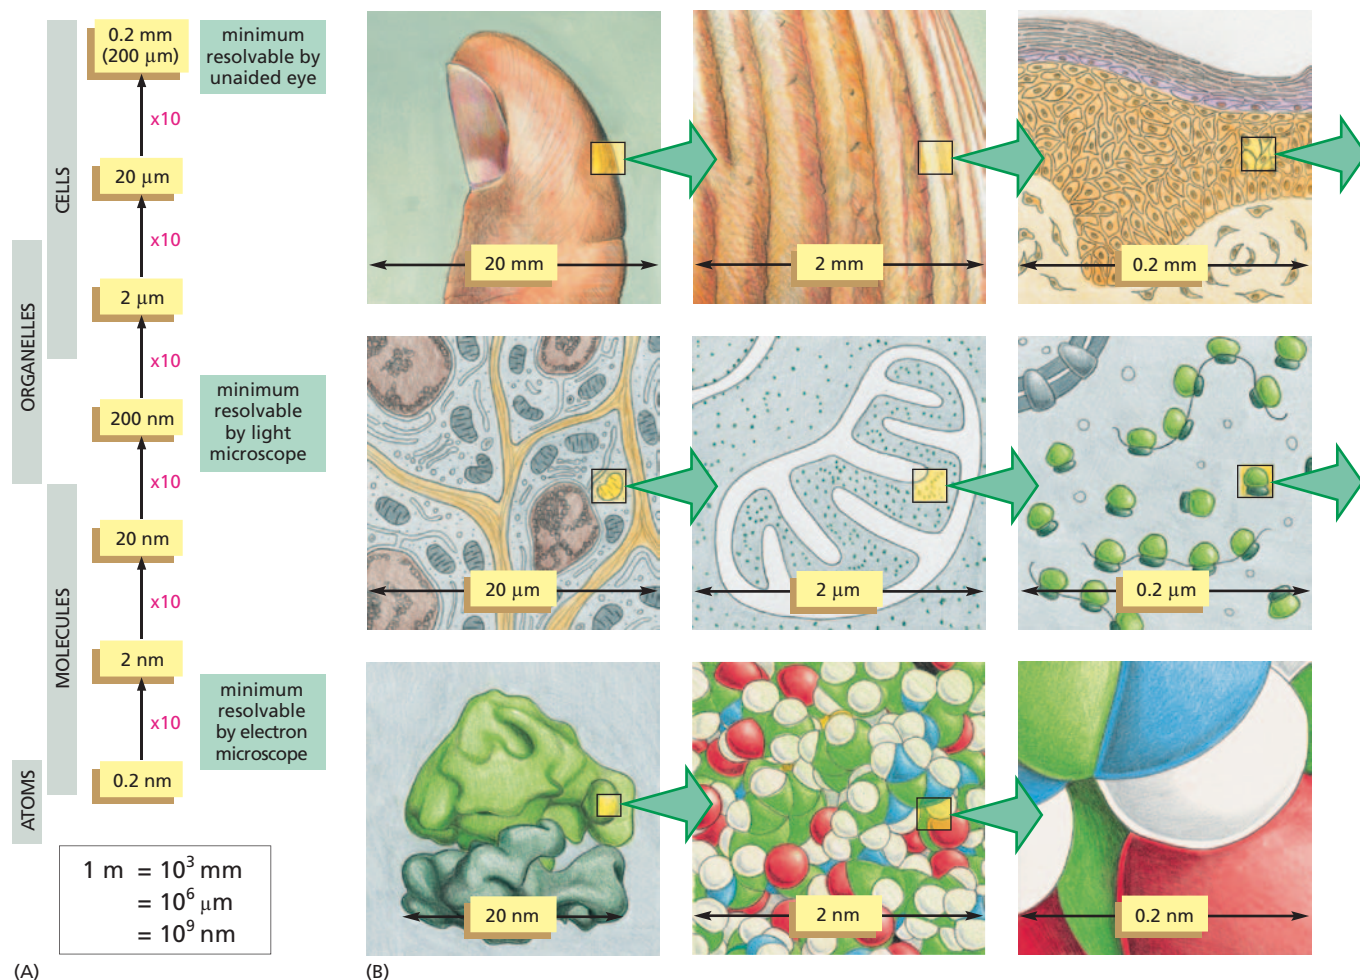 CELLS
ORGANELLES
MOLECULES
ATOMS
0.2 mm
(200 µm)
minimum
resolvable by
unaided eye
x10
20 µm
x10
2 µm
x10
200 nm
minimum
resolvable
by light
microscope
x10
20 nm
x10
2 nm
minimum
resolvable
by electron
microscope
x10
0.2 nm
1 m = 10³ mm
= 10⁶ µm
= 10⁹ nm
(A)
20 mm
2 mm
0.2 mm
20 µm
2 µm
0.2 µm
20 nm
2 nm
0.2 nm
(B)